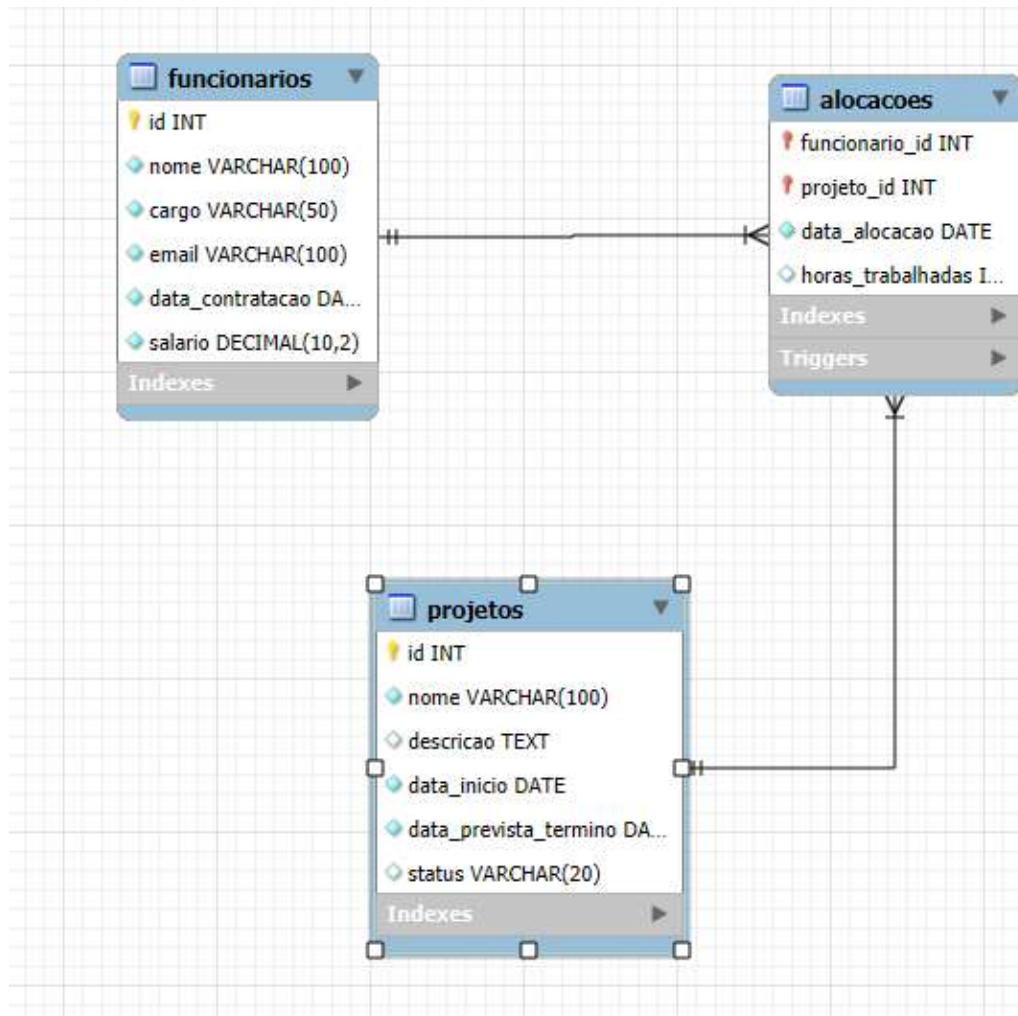 funcionarios
id INT
nome VARCHAR(100)
cargo VARCHAR(50)
email VARCHAR(100)
data_contratacao DA...
salario DECIMAL(10,2)
Indexes
alocacoes
funcionario_id INT
projeto_id INT
data_alocacao DATE
horas_trabalhadas I...
Indexes
Triggers
projetos
id INT
nome VARCHAR(100)
descricao TEXT
data_inicio DATE
data_prevista_termino DA...
status VARCHAR(20)
Indexes